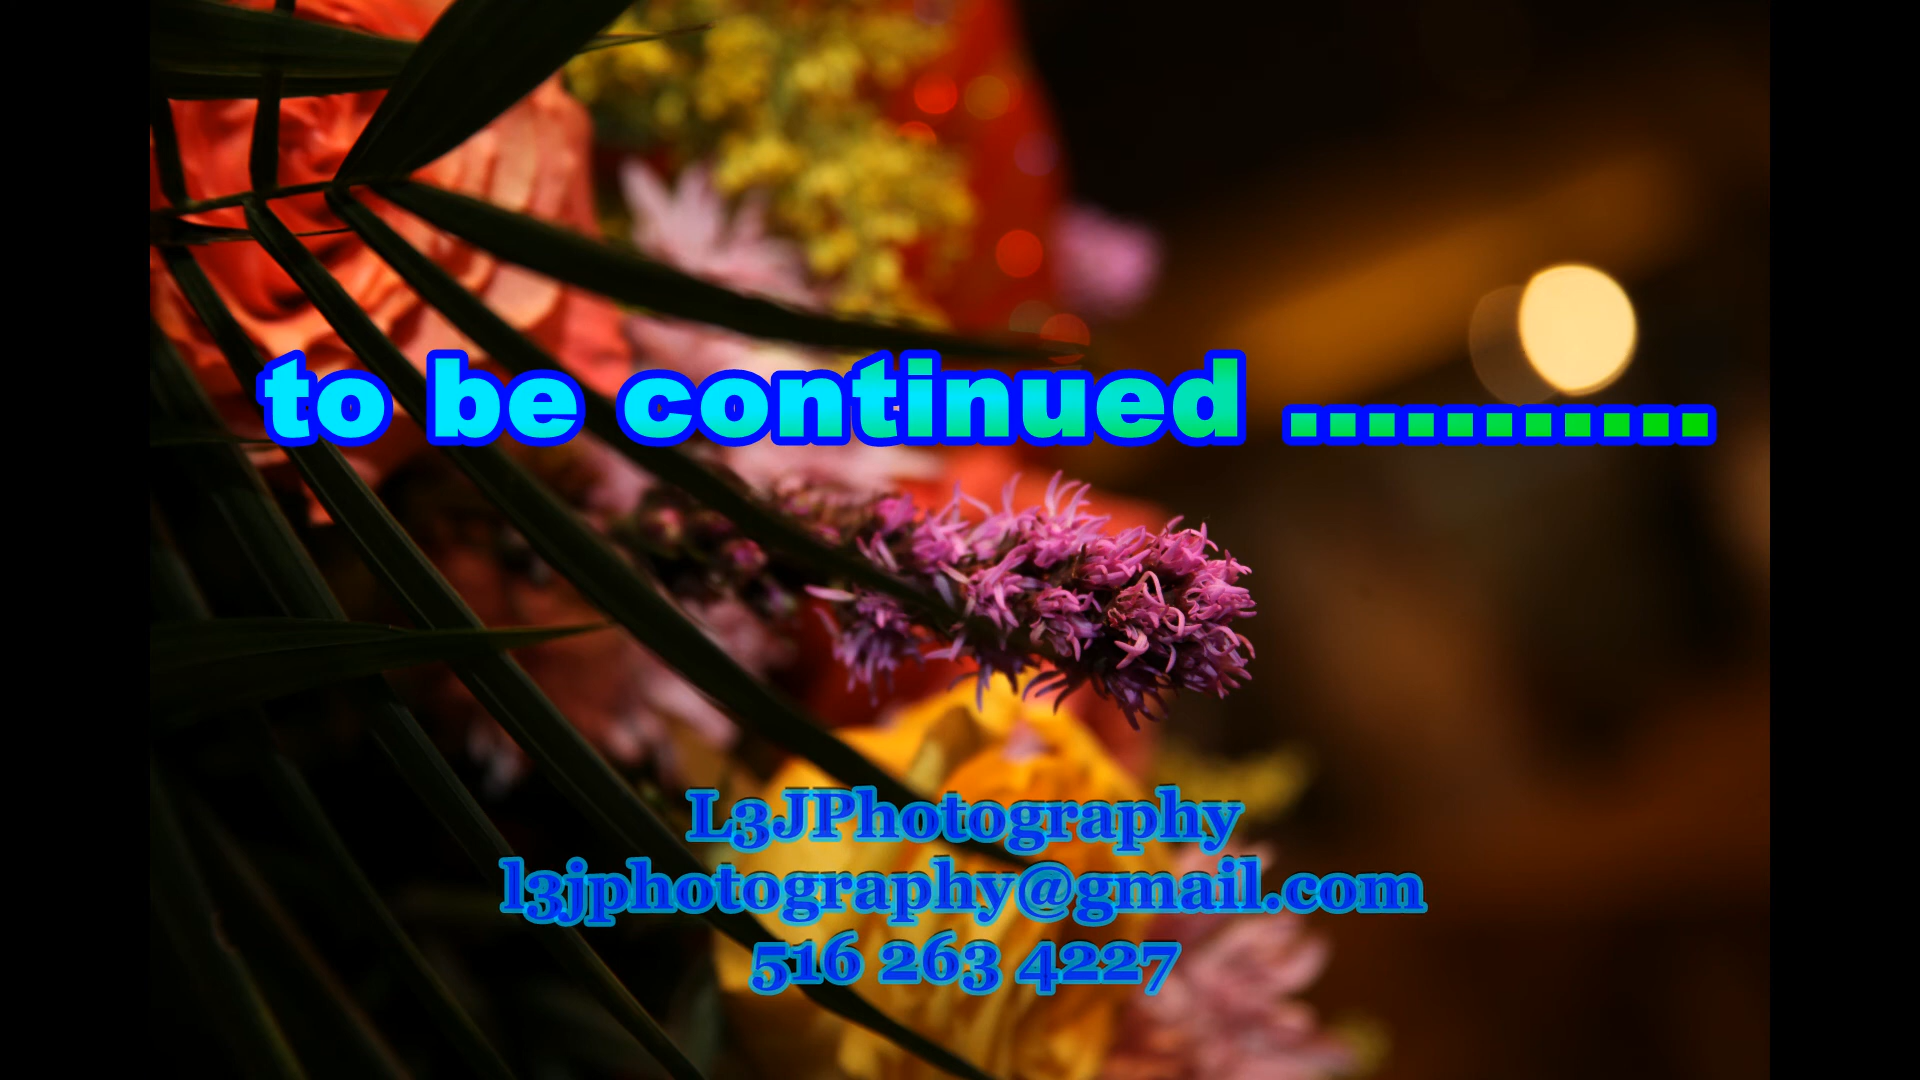 to be continued ...........
L3JPhotography
l3jphotography@gmail.com
516 263 4227